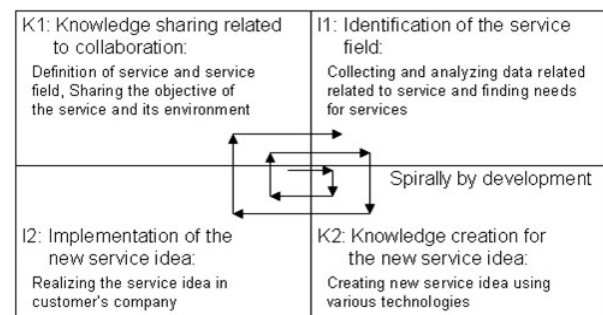 K1: Knowledge sharing related
to collaboration:
Definition of service and service
field, Sharing the objective of
the service and its environment
I1: Identification of the service
field:
Collecting and analyzing data related
related to service and finding needs
for services
Spirally by development
I2: Implementation of the
new service idea:
Realizing the service idea in
customer's company
K2: Knowledge creation for
the new service idea:
Creating new service idea using
various technologies